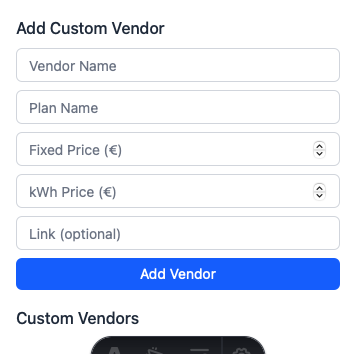 Add Custom Vendor
Vendor Name
Plan Name
Fixed Price (€)
kWh Price (€)
Link (optional)
Add Vendor
Custom Vendors